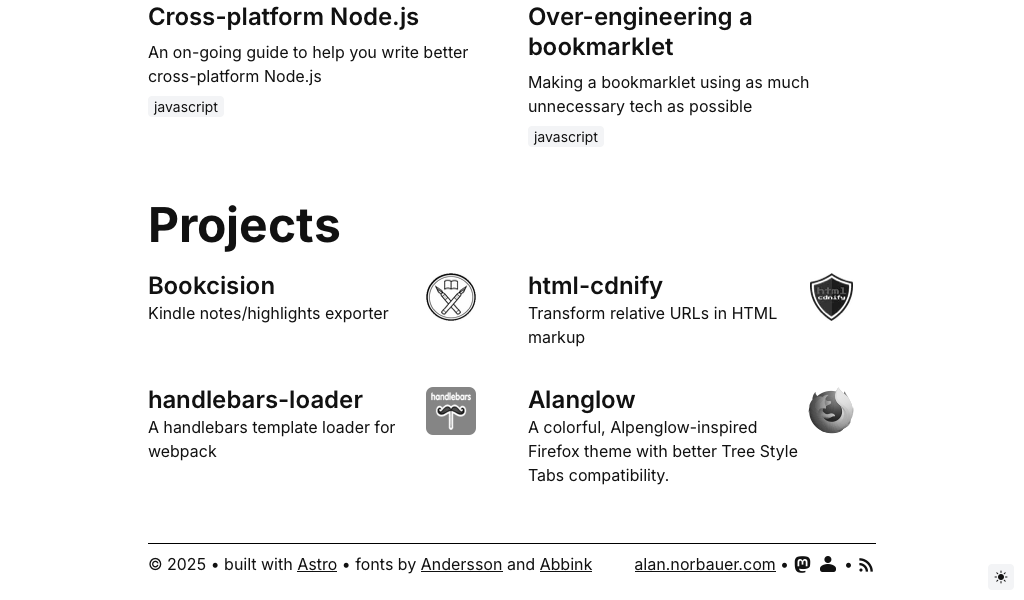 Cross-platform Node.js
An on-going guide to help you write better
cross-platform Node.js
javascript
Over-engineering a
bookmarklet
Making a bookmarklet using as much
unnecessary tech as possible
javascript
Projects
Bookcision
Kindle notes/highlights exporter
html-cdnify
Transform relative URLs in HTML
markup
html
cdnify
handlebars-loader
A handlebars template loader for
webpack
handlebars
Alanglow
A colorful, Alpenglow-inspired
Firefox theme with better Tree Style
Tabs compatibility.
© 2025 • built with Astro • fonts by Andersson and Abbink
alan.norbauer.com • •